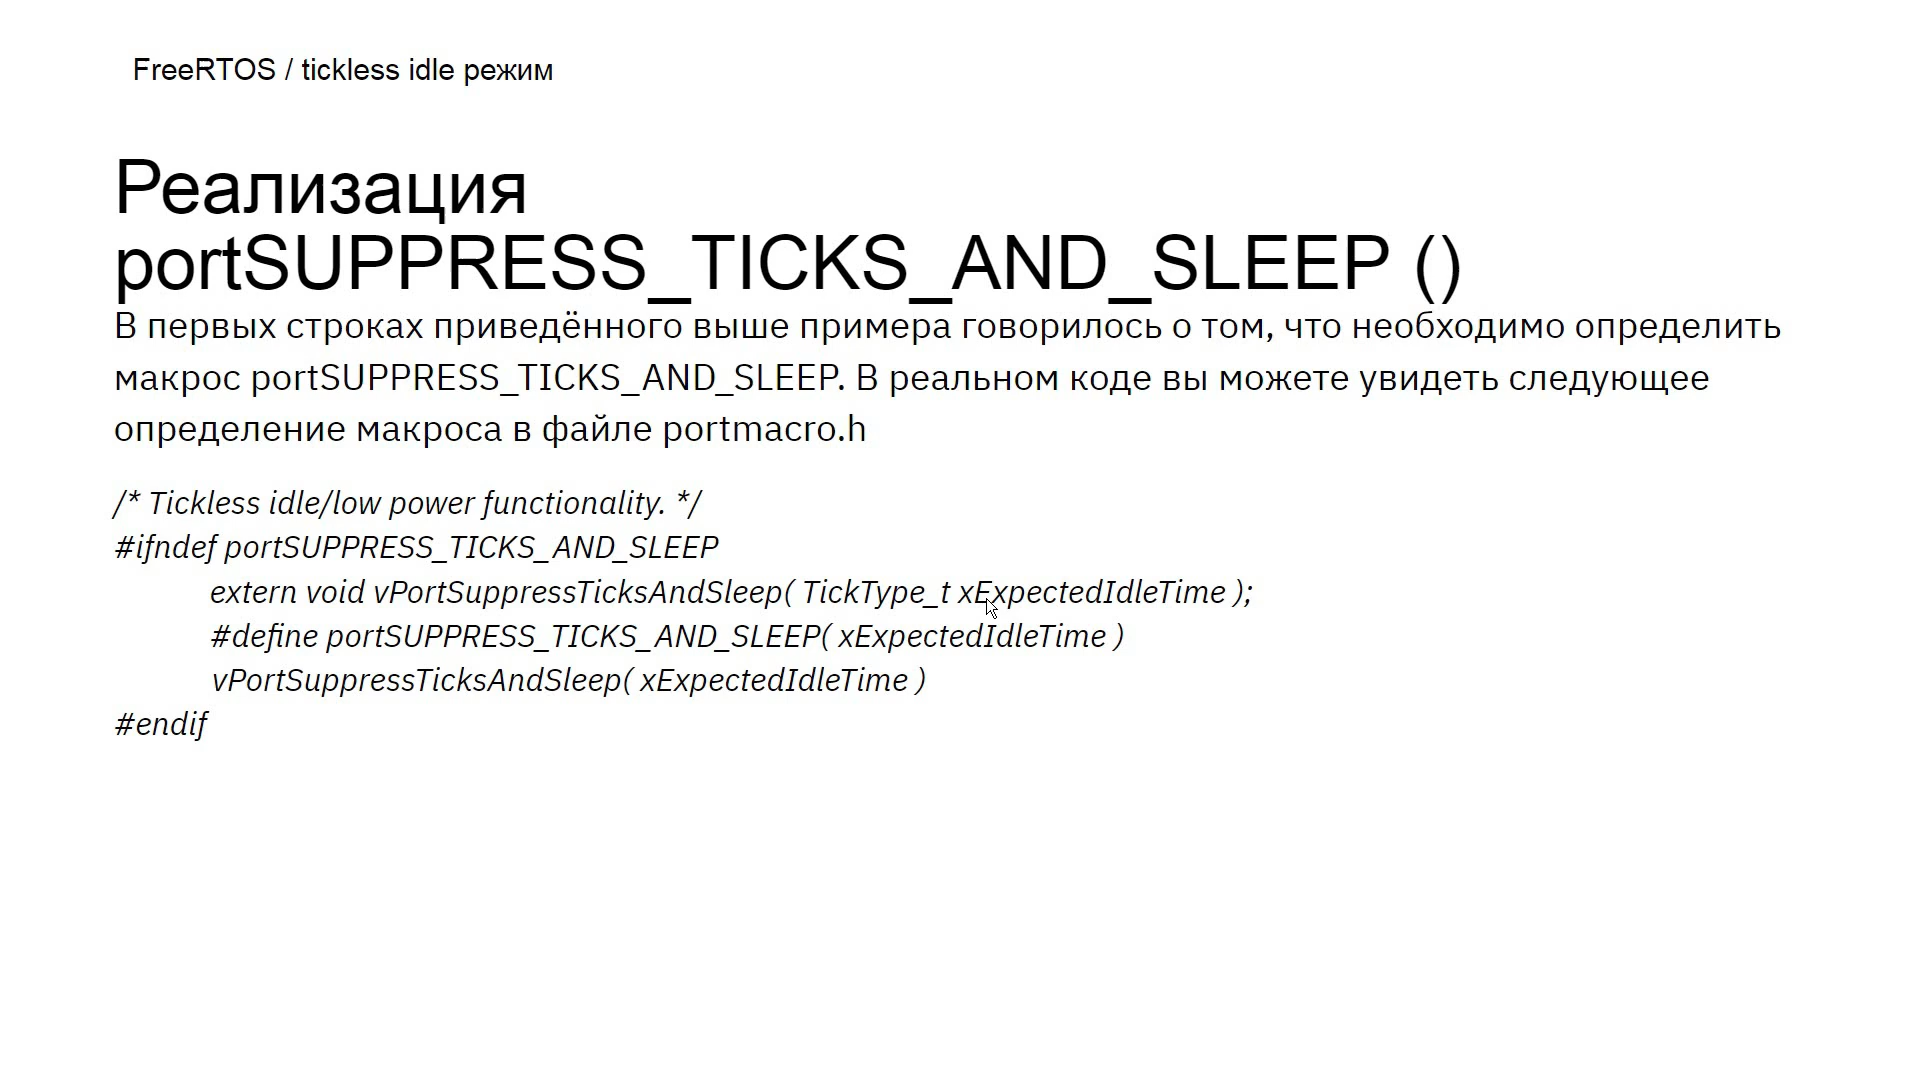 FreeRTOS / tickless idle режим
Реализация
portSUPPRESS_TICKS_AND_SLEEP ()
В первых строках приведённого выше примера говорилось о том, что необходимо определить
макрос portSUPPRESS_TICKS_AND_SLEEP. В реальном коде вы можете увидеть следующее
определение макроса в файле portmacro.h
/* Tickless idle/low power functionality. */
#ifndef portSUPPRESS_TICKS_AND_SLEEP
extern void vPortSuppressTicksAndSleep( TickType_t xExpectedIdleTime );
#define portSUPPRESS_TICKS_AND_SLEEP( xExpectedIdleTime )
vPortSuppressTicksAndSleep( xExpectedIdleTime )
#endif